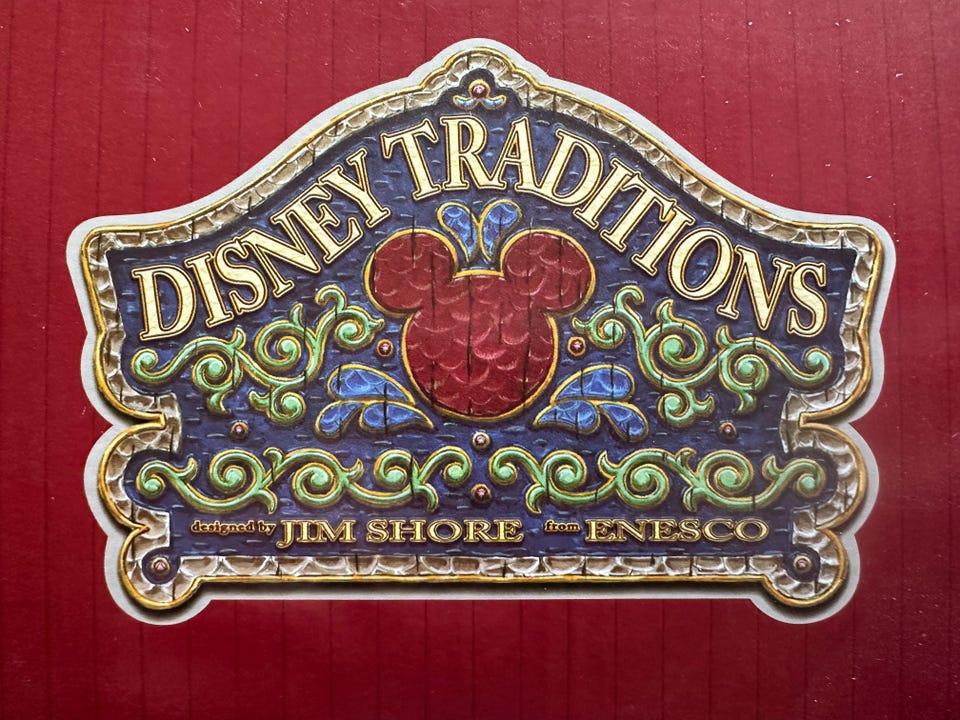 DISNEY TRADITIONS
designed by JIM SHORE from ENESCO